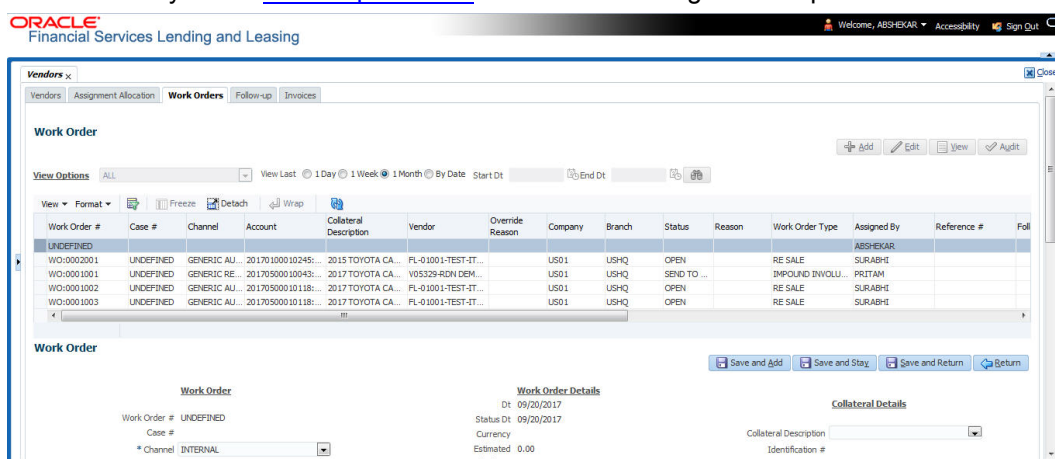 ORACLE
Financial Services Lending and Leasing
Welcome, ABSHEKAR Accessibility Sign Out
Vendors x
Close
Vendors Assignment Allocation Work Orders Follow-up Invoices
Work Order
Add Edit View Audit
View Options ALL View Last 1 Day 1 Week 1 Month By Date Start Dt End Dt
View Format Freeze Detach Wrap
Work Order # Case # Channel Account Collateral Description Vendor Override Reason Company Branch Status Reason Work Order Type Assigned By Reference # Foll
UNDEFINED ABSHEKAR
WO:0002001 UNDEFINED GENERIC AU... 20170100010245:... 2015 TOYOTA CA... FL-01001-TEST-IT... US01 USHQ OPEN RE SALE SURABHI
WO:0001001 UNDEFINED GENERIC RE... 20170500010043:... 2017 TOYOTA CA... V05329-RDN DEM... US01 USHQ SEND TO ... IMPOUND INVOLU... PRITAM
WO:0001002 UNDEFINED GENERIC AU... 20170500010118:... 2017 TOYOTA CA... FL-01001-TEST-IT... US01 USHQ OPEN RE SALE SURABHI
WO:0001003 UNDEFINED GENERIC AU... 20170500010118:... 2017 TOYOTA CA... FL-01001-TEST-IT... US01 USHQ OPEN RE SALE SURABHI
Work Order
Save and Add Save and Stay Save and Return Return
Work Order Work Order Details
Dt 09/20/2017 Collateral Details
Work Order # UNDEFINED Status Dt 09/20/2017
Case # Currency Collateral Description
* Channel INTERNAL Estimated 0.00 Identification #